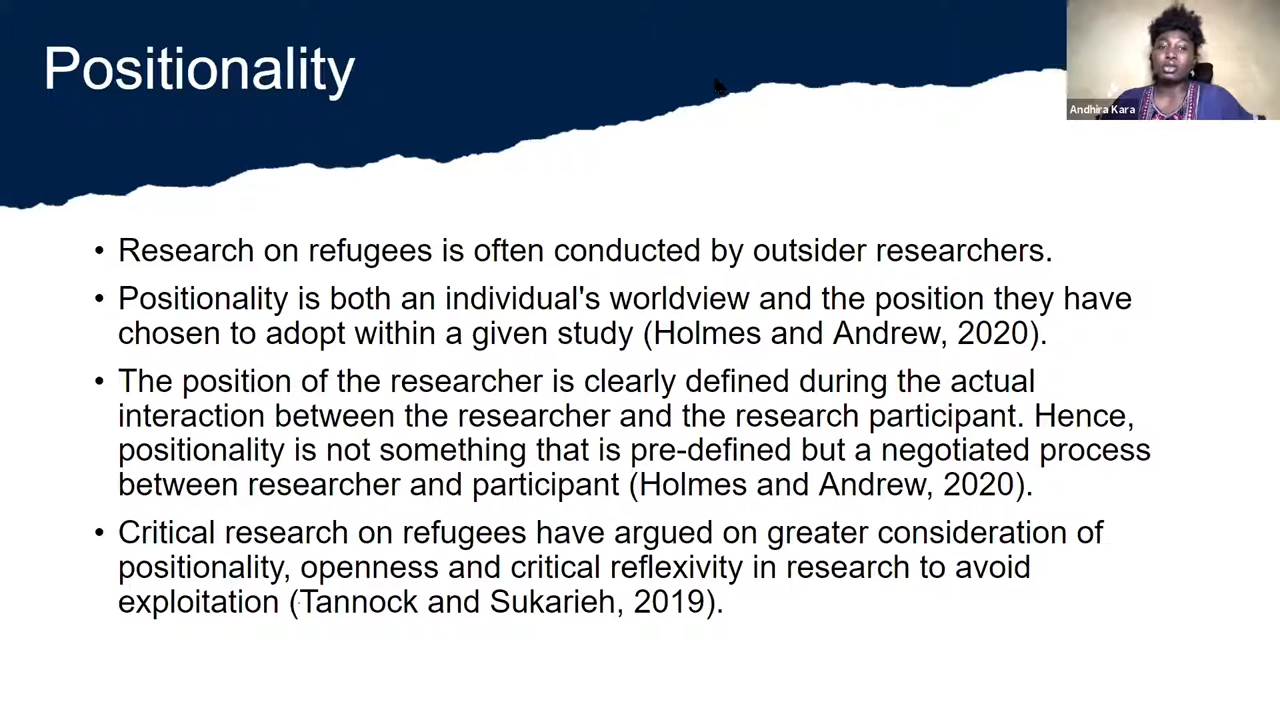 Positionality
Andhira Kara
• Research on refugees is often conducted by outsider researchers.
• Positionality is both an individual's worldview and the position they have
chosen to adopt within a given study (Holmes and Andrew, 2020).
• The position of the researcher is clearly defined during the actual
interaction between the researcher and the research participant. Hence,
positionality is not something that is pre-defined but a negotiated process
between researcher and participant (Holmes and Andrew, 2020).
• Critical research on refugees have argued on greater consideration of
positionality, openness and critical reflexivity in research to avoid
exploitation (Tannock and Sukarieh, 2019).